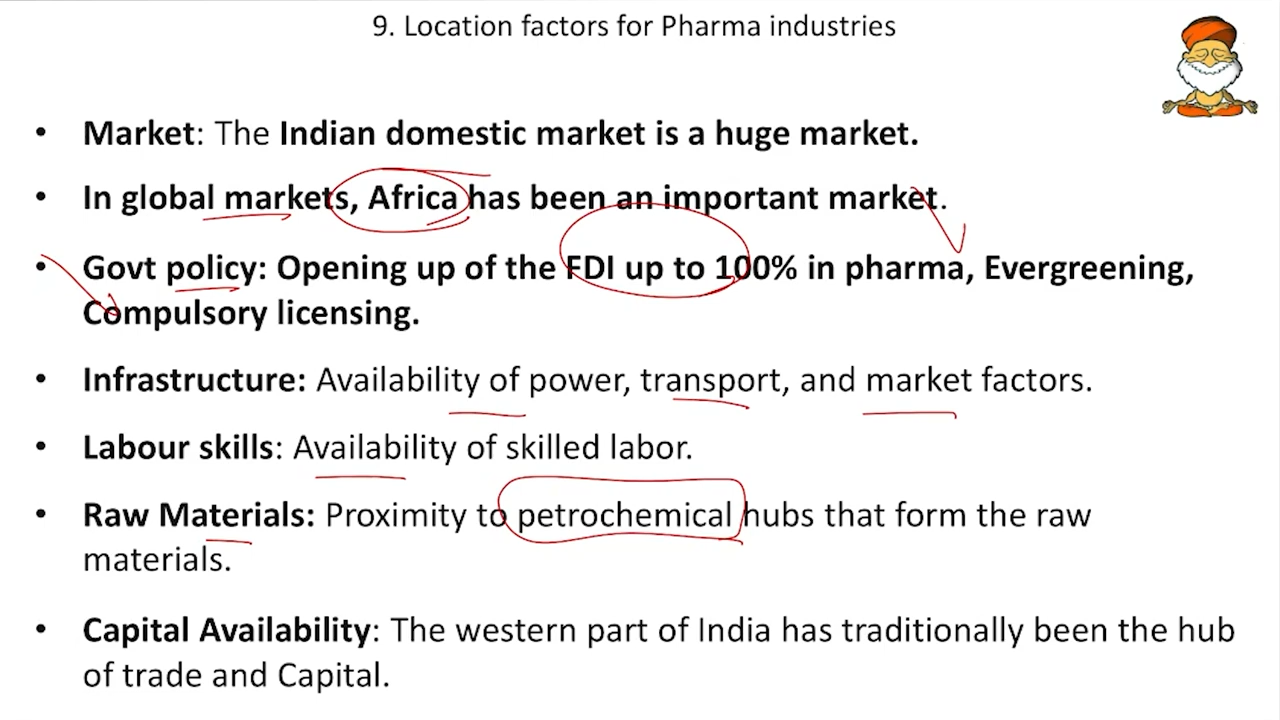 9. Location factors for Pharma industries
• Market: The Indian domestic market is a huge market.
• In global markets, Africa has been an important market.
• Govt policy: Opening up of the FDI up to 100% in pharma, Evergreening,
Compulsory licensing.
• Infrastructure: Availability of power, transport, and market factors.
• Labour skills: Availability of skilled labor.
• Raw Materials: Proximity to petrochemical hubs that form the raw
materials.
• Capital Availability: The western part of India has traditionally been the hub
of trade and Capital.